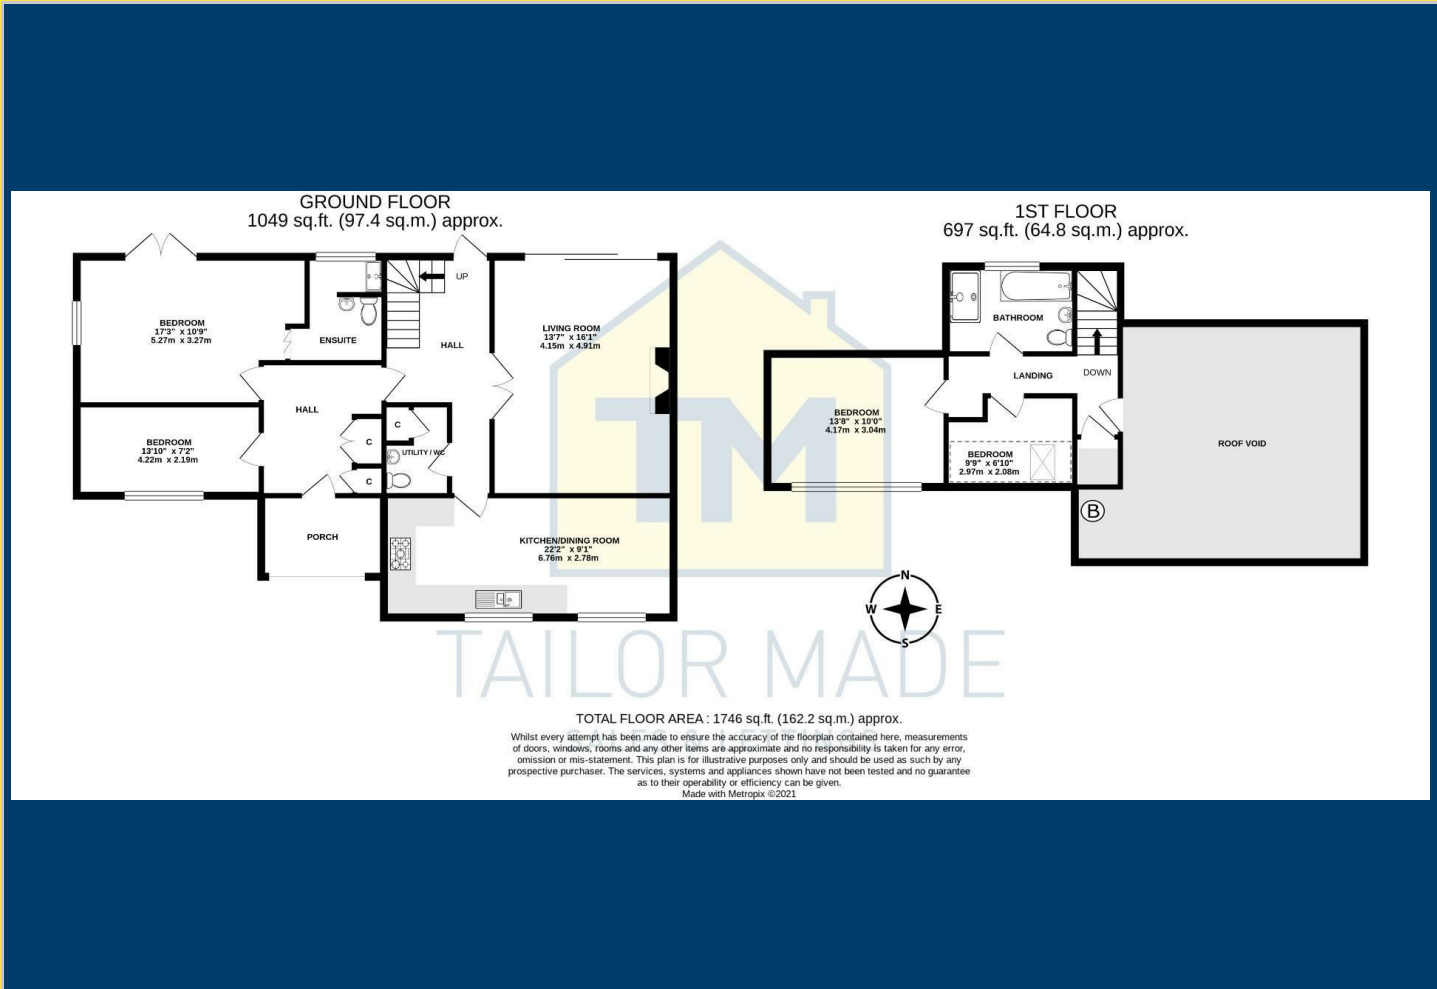 GROUND FLOOR
1049 sq.ft. (97.4 sq.m.) approx.
BEDROOM
17'3" x 10'9"
5.27m x 3.27m
ENSUITE
UP
HALL
LIVING ROOM
13'7" x 16'1"
4.15m x 4.91m
HALL
BEDROOM
13'10" x 7'2"
4.22m x 2.19m
C
C
C
UTILITY / WC
PORCH
KITCHEN/DINING ROOM
22'2" x 9'1"
6.76m x 2.78m
1ST FLOOR
697 sq.ft. (64.8 sq.m.) approx.
BATHROOM
LANDING
DOWN
BEDROOM
13'8" x 10'0"
4.17m x 3.04m
BEDROOM
9'9" x 6'10"
2.97m x 2.08m
B
ROOF VOID
N
W
E
S
TM
TAILOR MADE
SALES & LETTINGS
TOTAL FLOOR AREA : 1746 sq.ft. (162.2 sq.m.) approx.
Whilst every attempt has been made to ensure the accuracy of the floorplan contained here, measurements
of doors, windows, rooms and any other items are approximate and no responsibility is taken for any error,
omission or mis-statement. This plan is for illustrative purposes only and should be used as such by any
prospective purchaser. The services, systems and appliances shown have not been tested and no guarantee
as to their operability or efficiency can be given.
Made with Metropix ©2021